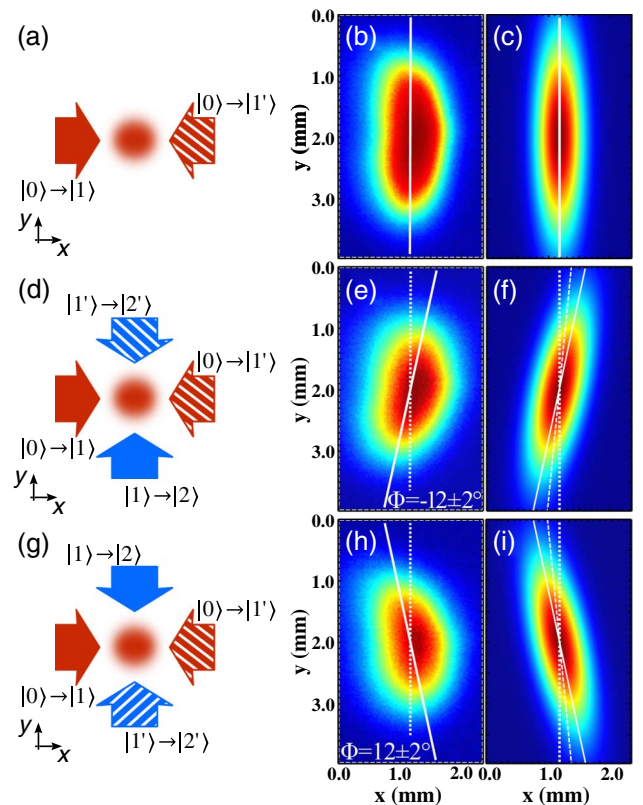 (a)
|0⟩→|1'⟩
|0⟩→|1⟩
y
x
(b)
(c)
0.0
1.0
2.0
3.0
y (mm)
(d)
|1'⟩→|2'⟩
|0⟩→|1'⟩
|0⟩→|1⟩
|1⟩→|2⟩
y
x
(e)
(f)
0.0
1.0
2.0
3.0
y (mm)
Φ=-12±2°
(g)
|1⟩→|2⟩
|0⟩→|1'⟩
|0⟩→|1⟩
|1'⟩→|2'⟩
y
x
(h)
(i)
0.0
1.0
2.0
3.0
y (mm)
Φ=12±2°
0.0 1.0 2.0 0.0 1.0 2.0
x (mm) x (mm)